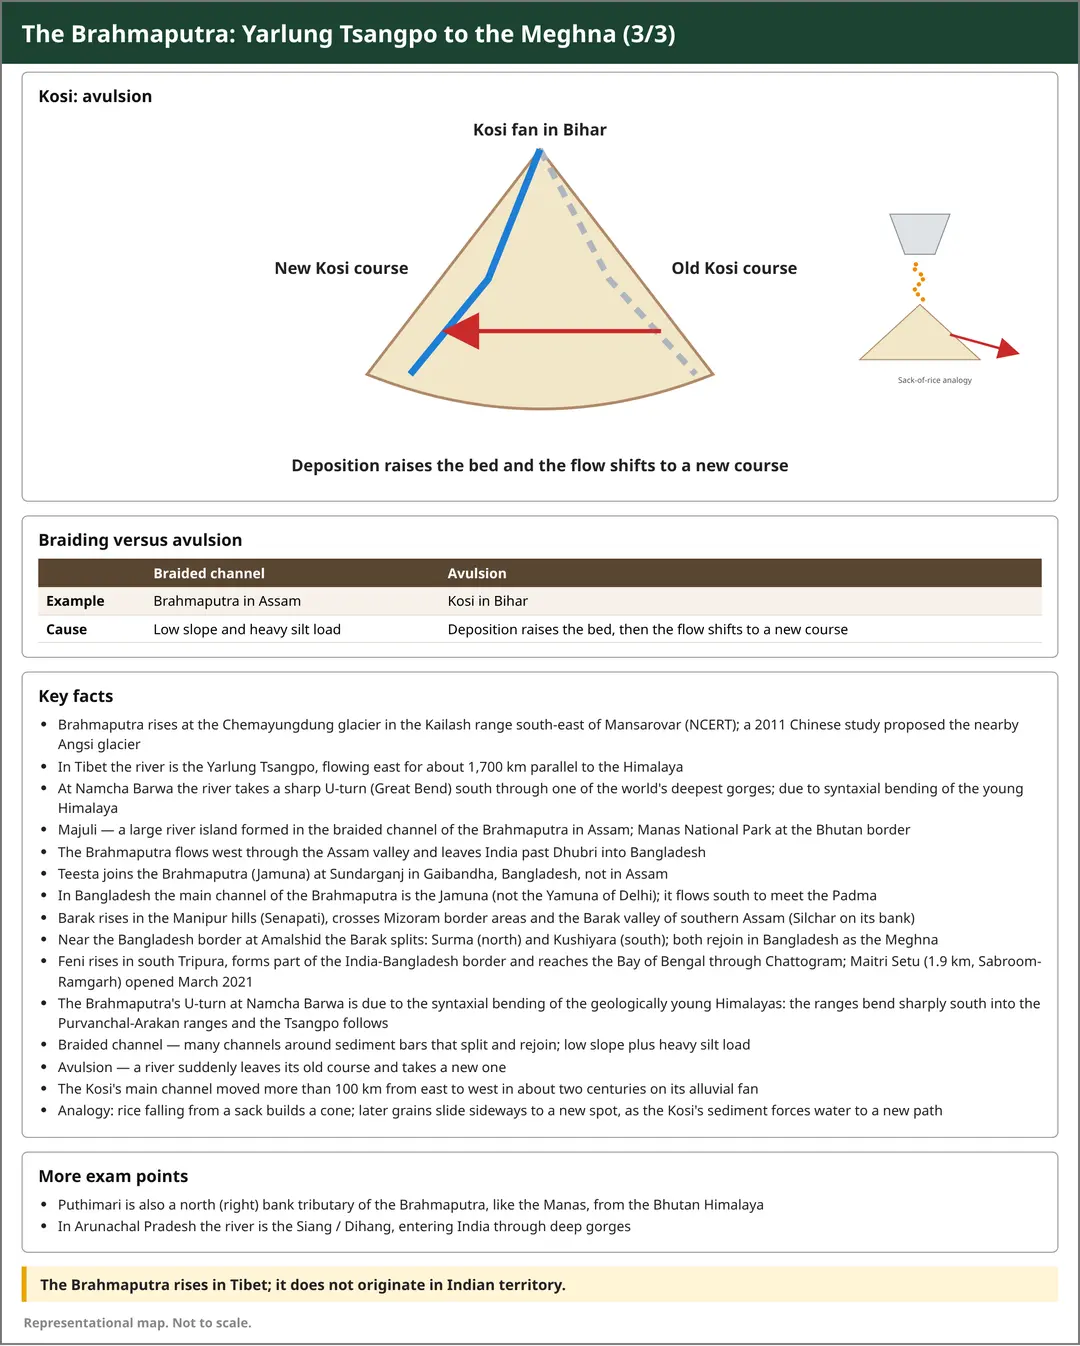 The Brahmaputra: Yarlung Tsangpo to the Meghna (3/3)
Kosi: avulsion
Kosi fan in Bihar
New Kosi course
Old Kosi course
Sack-of-rice analogy
Deposition raises the bed and the flow shifts to a new course
Braiding versus avulsion
Braided channel Avulsion
Example Brahmaputra in Assam Kosi in Bihar
Cause Low slope and heavy silt load Deposition raises the bed, then the flow shifts to a new course
Key facts
• Brahmaputra rises at the Chemayungdung glacier in the Kailash range south-east of Mansarovar (NCERT); a 2011 Chinese study proposed the nearby
Angsi glacier
• In Tibet the river is the Yarlung Tsangpo, flowing east for about 1,700 km parallel to the Himalaya
• At Namcha Barwa the river takes a sharp U-turn (Great Bend) south through one of the world's deepest gorges; due to syntaxial bending of the young
Himalaya
• Majuli — a large river island formed in the braided channel of the Brahmaputra in Assam; Manas National Park at the Bhutan border
• The Brahmaputra flows west through the Assam valley and leaves India past Dhubri into Bangladesh
• Teesta joins the Brahmaputra (Jamuna) at Sundarganj in Gaibandha, Bangladesh, not in Assam
• In Bangladesh the main channel of the Brahmaputra is the Jamuna (not the Yamuna of Delhi); it flows south to meet the Padma
• Barak rises in the Manipur hills (Senapati), crosses Mizoram border areas and the Barak valley of southern Assam (Silchar on its bank)
• Near the Bangladesh border at Amalshid the Barak splits: Surma (north) and Kushiyara (south); both rejoin in Bangladesh as the Meghna
• Feni rises in south Tripura, forms part of the India-Bangladesh border and reaches the Bay of Bengal through Chattogram; Maitri Setu (1.9 km, Sabroom-
Ramgarh) opened March 2021
• The Brahmaputra's U-turn at Namcha Barwa is due to the syntaxial bending of the geologically young Himalayas: the ranges bend sharply south into the
Purvanchal-Arakan ranges and the Tsangpo follows
• Braided channel — many channels around sediment bars that split and rejoin; low slope plus heavy silt load
• Avulsion — a river suddenly leaves its old course and takes a new one
• The Kosi's main channel moved more than 100 km from east to west in about two centuries on its alluvial fan
• Analogy: rice falling from a sack builds a cone; later grains slide sideways to a new spot, as the Kosi's sediment forces water to a new path
More exam points
• Puthimari is also a north (right) bank tributary of the Brahmaputra, like the Manas, from the Bhutan Himalaya
• In Arunachal Pradesh the river is the Siang / Dihang, entering India through deep gorges
The Brahmaputra rises in Tibet; it does not originate in Indian territory.
Representational map. Not to scale.